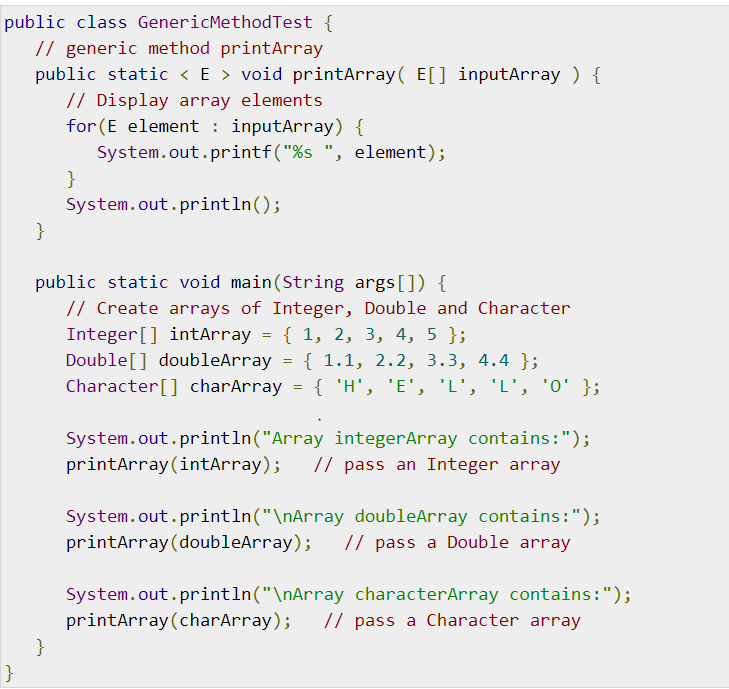 public class GenericMethodTest {
   // generic method printArray
   public static < E > void printArray( E[] inputArray ) {
      // Display array elements
      for(E element : inputArray) {
         System.out.printf("%s ", element);
      }
      System.out.println();
   }

   public static void main(String args[]) {
      // Create arrays of Integer, Double and Character
      Integer[] intArray = { 1, 2, 3, 4, 5 };
      Double[] doubleArray = { 1.1, 2.2, 3.3, 4.4 };
      Character[] charArray = { 'H', 'E', 'L', 'L', 'O' };

      System.out.println("Array integerArray contains:");
      printArray(intArray);   // pass an Integer array

      System.out.println("\nArray doubleArray contains:");
      printArray(doubleArray);   // pass a Double array

      System.out.println("\nArray characterArray contains:");
      printArray(charArray);   // pass a Character array
   }
}